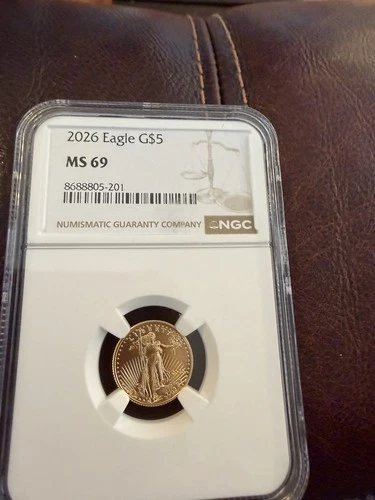 2026 Eagle G$5
MS 69
8688805-201
NUMISMATIC GUARANTY COMPANY NGC